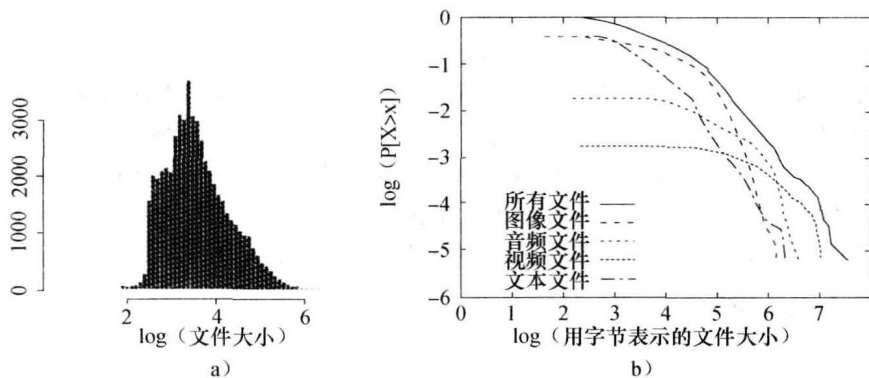 3000
2000
1000
0
2
4
6
log（文件大小）
a）
0
−1
−2
−3
−4
−5
−6
log（P[X>x]）
所有文件
图像文件
音频文件
视频文件
文本文件
0 1 2 3 4 5 6 7
log（用字节表示的文件大小）
b）